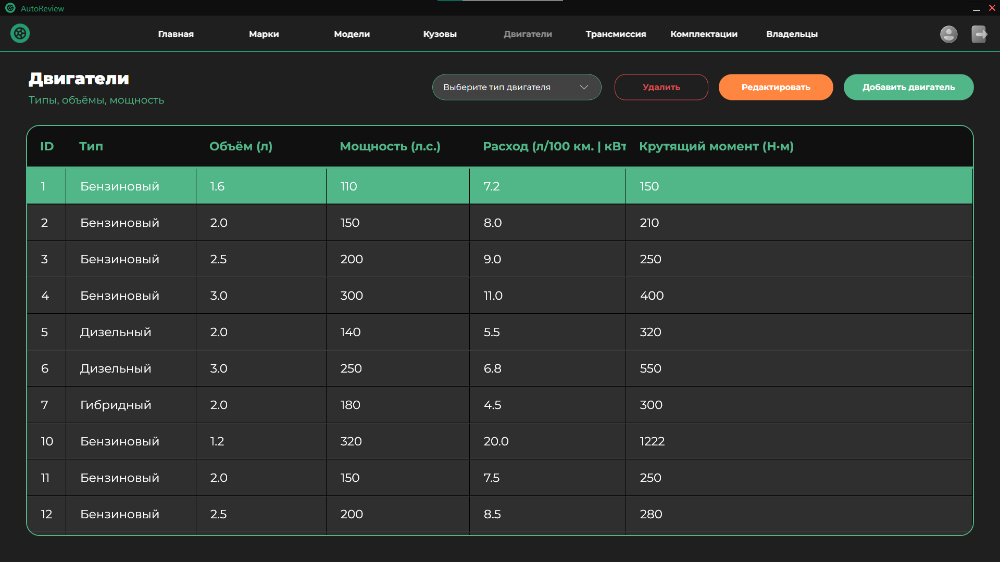 AutoReview
Главная Марки Модели Кузовы Двигатели Трансмиссия Комплектации Владельцы
Двигатели
Типы, объёмы, мощность
Выберите тип двигателя Удалить Редактировать Добавить двигатель
ID Тип Объём (л) Мощность (л.с.) Расход (л/100 км. | кВт Крутящий момент (Н·м)
1 Бензиновый 1.6 110 7.2 150
2 Бензиновый 2.0 150 8.0 210
3 Бензиновый 2.5 200 9.0 250
4 Бензиновый 3.0 300 11.0 400
5 Дизельный 2.0 140 5.5 320
6 Дизельный 3.0 250 6.8 550
7 Гибридный 2.0 180 4.5 300
10 Бензиновый 1.2 320 20.0 1222
11 Бензиновый 2.0 150 7.5 250
12 Бензиновый 2.5 200 8.5 280